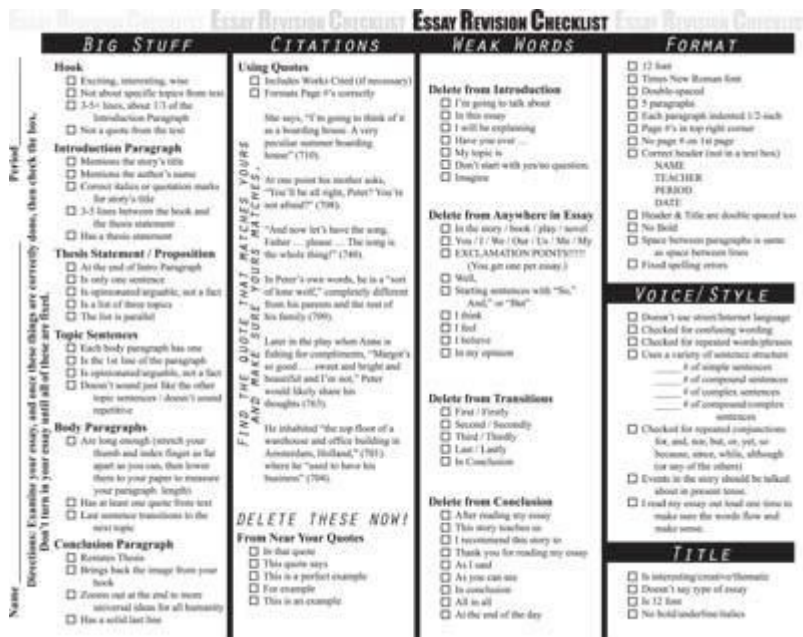 ESSAY REVISION CHECKLIST
Name
Period
Directions: Examine your essay, and once these things are correctly done, then check the box.
Don't turn in your essay until all of these are fixed.
BIG STUFF
Hook
Exciting, interesting, wise
Not about specific topics from text
3-5+ lines, about 1/3 of the
Introduction Paragraph
Not a quote from the text
Introduction Paragraph
Mentions the story's title
Mentions the author's name
Correct italics or quotation marks
for story's title
3-5 lines between the hook and
the thesis statement
Has a thesis statement
Thesis Statement / Proposition
At the end of Intro Paragraph
Is only one sentence
Is opinionated/arguable, not a fact
Is a list of three topics
The list is parallel
Topic Sentences
Each body paragraph has one
Is the 1st line of the paragraph
Is opinionated/arguable, not a fact
Doesn't sound just like the other
topic sentences / doesn't sound
repetitive
Body Paragraphs
Are long enough (stretch your
thumb and index finger as far
apart as you can, then lower
them to your paper to measure
your paragraph length)
Has at least one quote from text
Last sentence transitions to the
next topic
Conclusion Paragraph
Restates Thesis
Brings back the image from your
hook
Zooms out at the end to more
universal ideas for all humanity
Has a solid last line
CITATIONS
Using Quotes
Includes Works Cited (if necessary)
Formats Page #'s correctly
FIND THE QUOTE THAT MATCHES YOURS
AND MAKE SURE YOURS MATCHES.
She says, "I'm going to think of it
as a boarding house. A very
peculiar summer boarding
house" (710).
At one point his mother asks,
"You'll be all right, Peter? You're
not afraid?" (708).
"And now let's have the song,
Father ... please ... The song is
the whole thing!" (740).
In Peter's own words, he is a "sort
of lone wolf," completely different
from his parents and the rest of
his family (709).
Later in the play when Anne is
fishing for compliments, "Margot's
so good ... sweet and bright and
beautiful and I'm not," Peter
would likely share his
thoughts (763).
He inhabited "the top floor of a
warehouse and office building in
Amsterdam, Holland," (701)
where he "used to have his
business" (704).
DELETE THESE NOW!
From Near Your Quotes
In that quote
This quote says
This is a perfect example
For example
This is an example
WEAK WORDS
Delete from Introduction
I'm going to talk about
In this essay
I will be explaining
Have you ever ...
My topic is
Don't start with yes/no question
Imagine
Delete from Anywhere in Essay
In the story / book / play / novel
You / I / We / Our / Us / Me / My
EXCLAMATION POINTS!!!!
(You get one per essay.)
Well,
Starting sentences with "So,"
And," or "But"
I think
I feel
I believe
In my opinion
Delete from Transitions
First / Firstly
Second / Secondly
Third / Thirdly
Last / Lastly
In Conclusion
Delete from Conclusion
After reading my essay
This story teaches us
I recommend this story to
Thank you for reading my essay
As I said
As you can see
In conclusion
All in all
At the end of the day
FORMAT
12 font
Times New Roman font
Double-spaced
5 paragraphs
Each paragraph indented 1/2-inch
Page #'s in top right corner
No page # on 1st page
Correct header (not in a text box)
NAME
TEACHER
PERIOD
DATE
Header & Title are double spaced too
No Bold
Space between paragraphs is same
as space between lines
Fixed spelling errors
VOICE/STYLE
Doesn't use street/Internet language
Checked for confusing wording
Checked for repeated words/phrases
Uses a variety of sentence structure
# of simple sentences
# of compound sentences
# of complex sentences
# of compound/complex
sentences
Checked for repeated conjunctions
for, and, nor, but, or, yet, so
because, since, while, although
(or any of the others)
Events in the story should be talked
about in present tense.
I read my essay out loud one time to
make sure the words flow and
make sense.
TITLE
Is interesting/creative/thematic
Doesn't say type of essay
Is 12 font
No bold/underline/italics